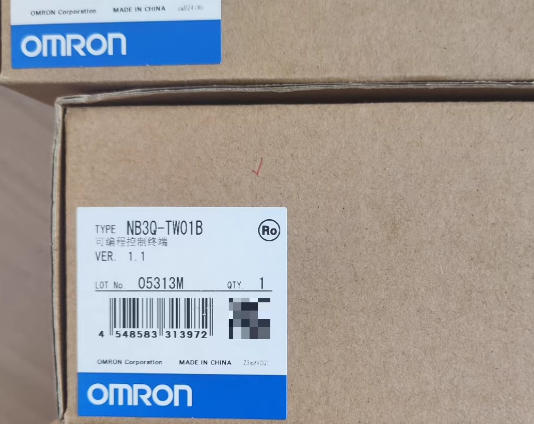 OMRON Corporation MADE IN CHINA
OMRON
TYPE NB3Q-TW01B Ro
可编程控制终端
VER. 1.1
LOT No 05313M QTY 1
4 548583 313972
OMRON Corporation MADE IN CHINA
OMRON